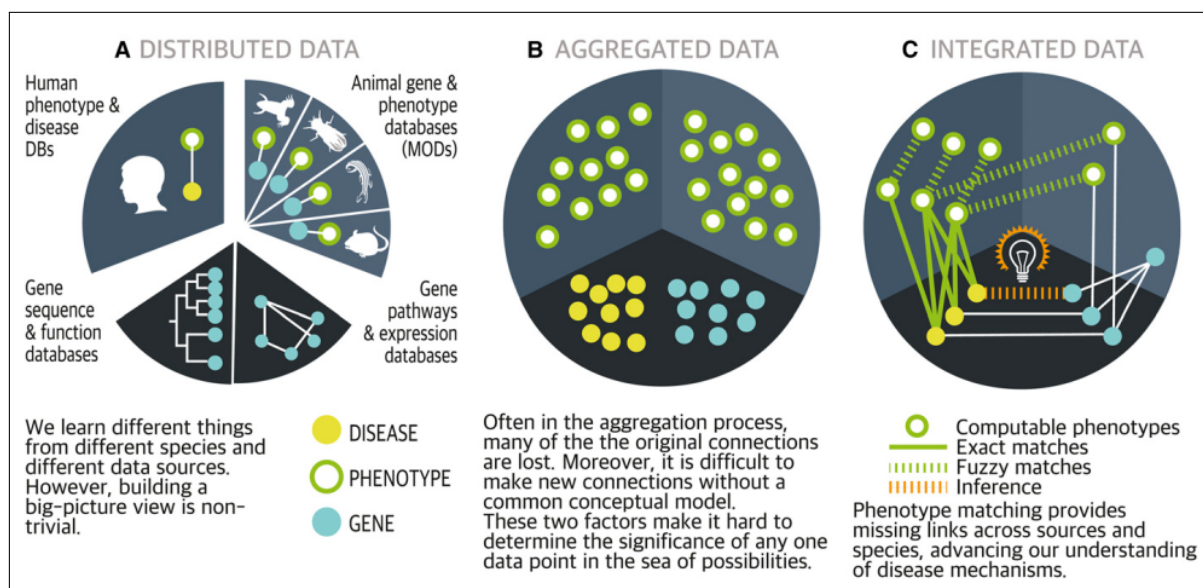 A DISTRIBUTED DATA
Human
phenotype &
disease
DBs
Animal gene &
phenotype
databases
(MODs)
Gene
sequence
& function
databases
Gene
pathways
& expression
databases
We learn different things
from different species and
different data sources.
However, building a
big-picture view is non-
trivial.
DISEASE
PHENOTYPE
GENE
B AGGREGATED DATA
Often in the aggregation process,
many of the the original connections
are lost. Moreover, it is difficult to
make new connections without a
common conceptual model.
These two factors make it hard to
determine the significance of any one
data point in the sea of possibilities.
C INTEGRATED DATA
Computable phenotypes
Exact matches
Fuzzy matches
Inference
Phenotype matching provides
missing links across sources and
species, advancing our understanding
of disease mechanisms.